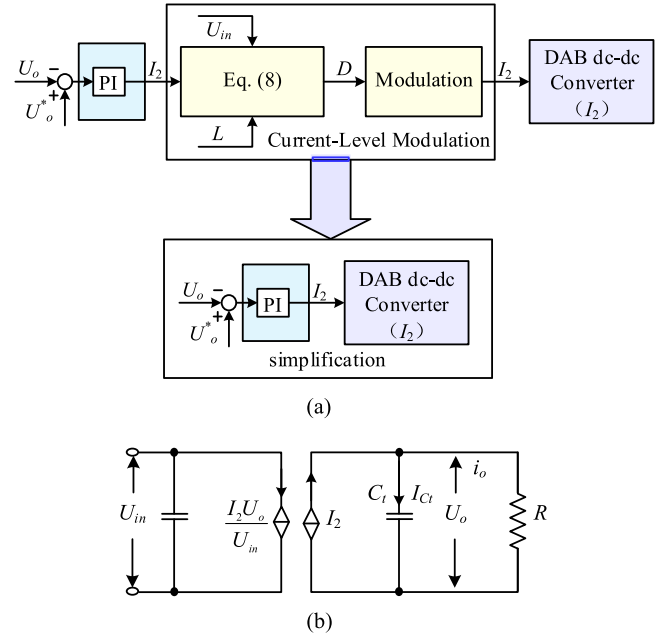 U_in
U_o
−
+
U*_o
PI
I_2
Eq. (8)
D
Modulation
I_2
DAB dc-dc
Converter
(I_2)
L
Current-Level Modulation
U_o
−
+
U*_o
PI
I_2
DAB dc-dc
Converter
(I_2)
simplification
(a)
U_in
I_2U_o
U_in
I_2
C_t
I_Ct
i_o
U_o
R
(b)